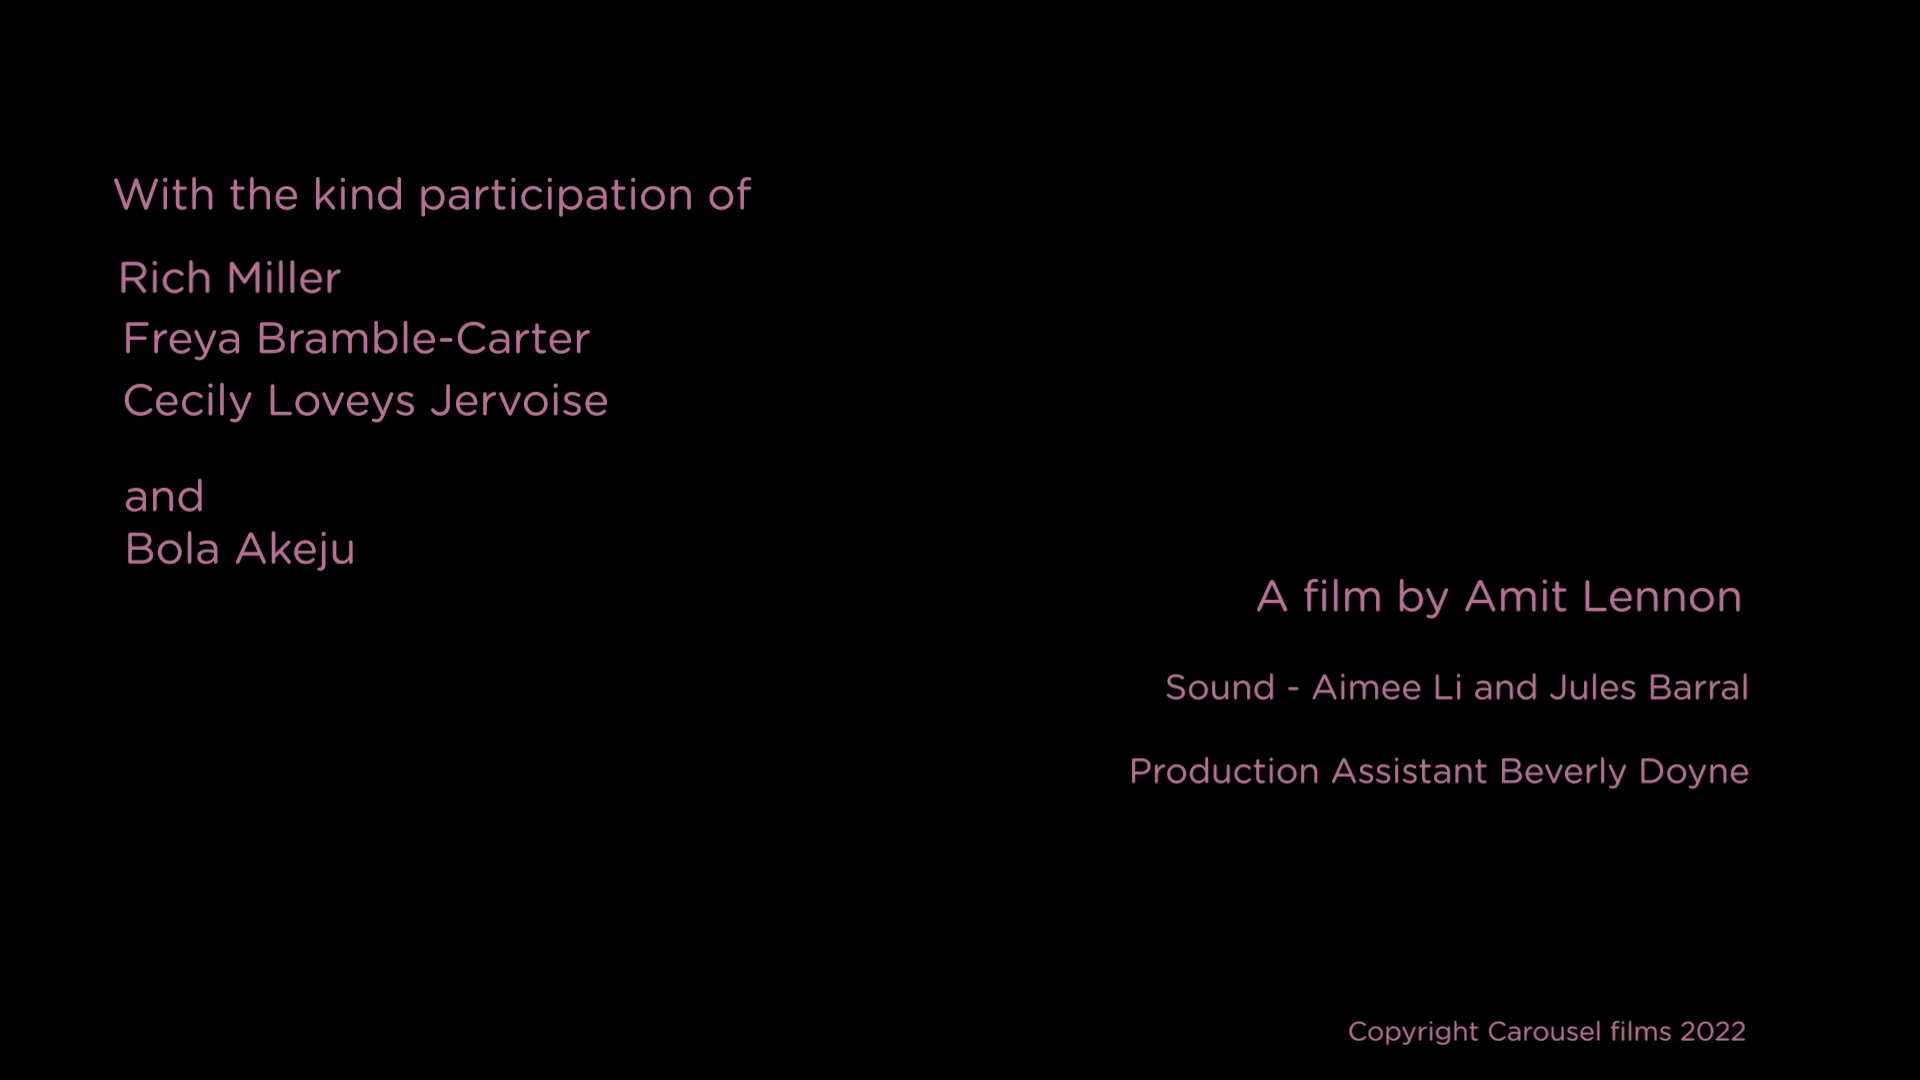 With the kind participation of
Rich Miller
Freya Bramble-Carter
Cecily Loveys Jervoise
and
Bola Akeju
A film by Amit Lennon
Sound - Aimee Li and Jules Barral
Production Assistant Beverly Doyne
Copyright Carousel films 2022